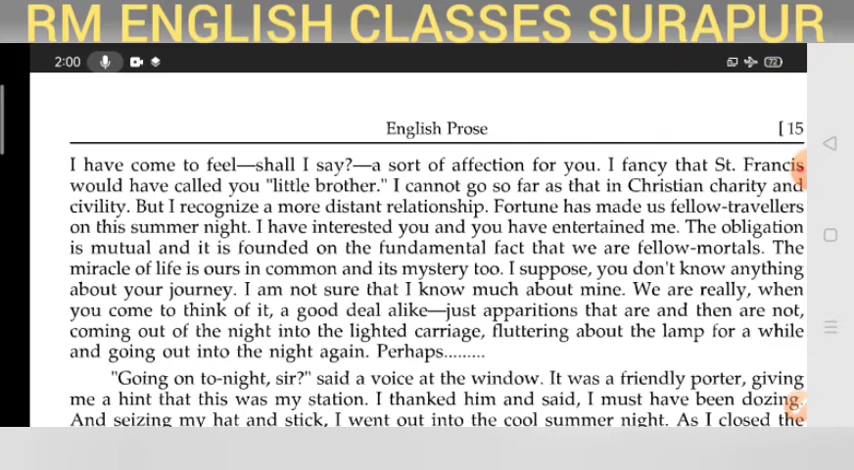 RM ENGLISH CLASSES SURAPUR
2:00
72
English Prose [ 15
I have come to feel—shall I say?—a sort of affection for you. I fancy that St. Francis
would have called you "little brother." I cannot go so far as that in Christian charity and
civility. But I recognize a more distant relationship. Fortune has made us fellow-travellers
on this summer night. I have interested you and you have entertained me. The obligation
is mutual and it is founded on the fundamental fact that we are fellow-mortals. The
miracle of life is ours in common and its mystery too. I suppose, you don't know anything
about your journey. I am not sure that I know much about mine. We are really, when
you come to think of it, a good deal alike—just apparitions that are and then are not,
coming out of the night into the lighted carriage, fluttering about the lamp for a while
and going out into the night again. Perhaps.........
"Going on to-night, sir?" said a voice at the window. It was a friendly porter, giving
me a hint that this was my station. I thanked him and said, I must have been dozing.
And seizing my hat and stick, I went out into the cool summer night. As I closed the